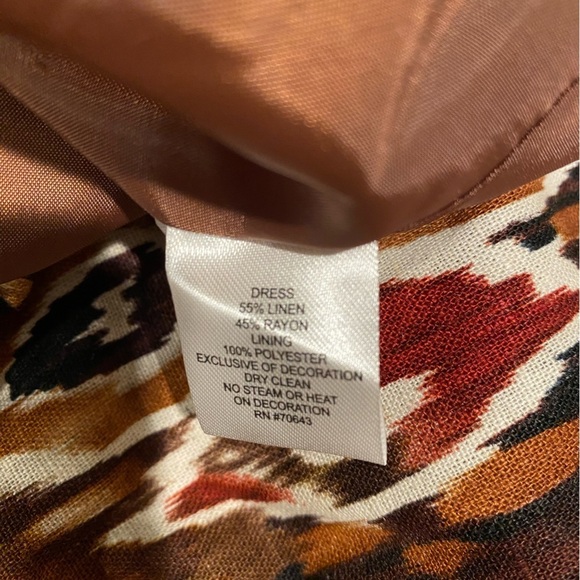 DRESS
55% LINEN
45% RAYON
LINING
100% POLYESTER
EXCLUSIVE OF DECORATION
DRY CLEAN
NO STEAM OR HEAT
ON DECORATION
RN #70643